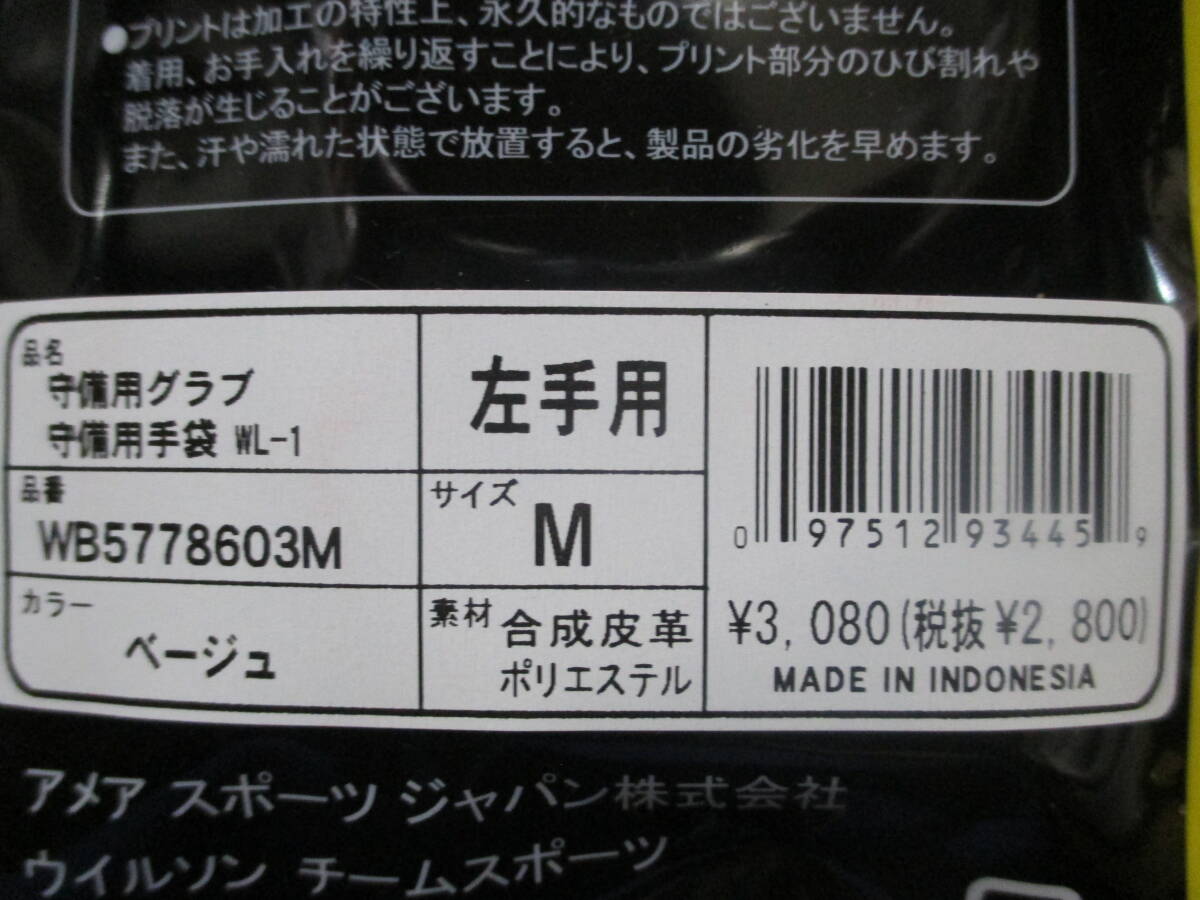 ●プリントは加工の特性上、永久的なものではございません。
着用、お手入れを繰り返すことにより、プリント部分のひび割れや
脱落が生じることがございます。
また、汗や濡れた状態で放置すると、製品の劣化を早めます。
品名
守備用グラブ
守備用手袋 WL-1
左手用
品番
WB5778603M
サイズ
M
カラー
ベージュ
素材 合成皮革
ポリエステル
0 97512 93445 9
¥3,080(税抜¥2,800)
MADE IN INDONESIA
アメア スポーツ ジャパン株式会社
ウイルソン チームスポーツ